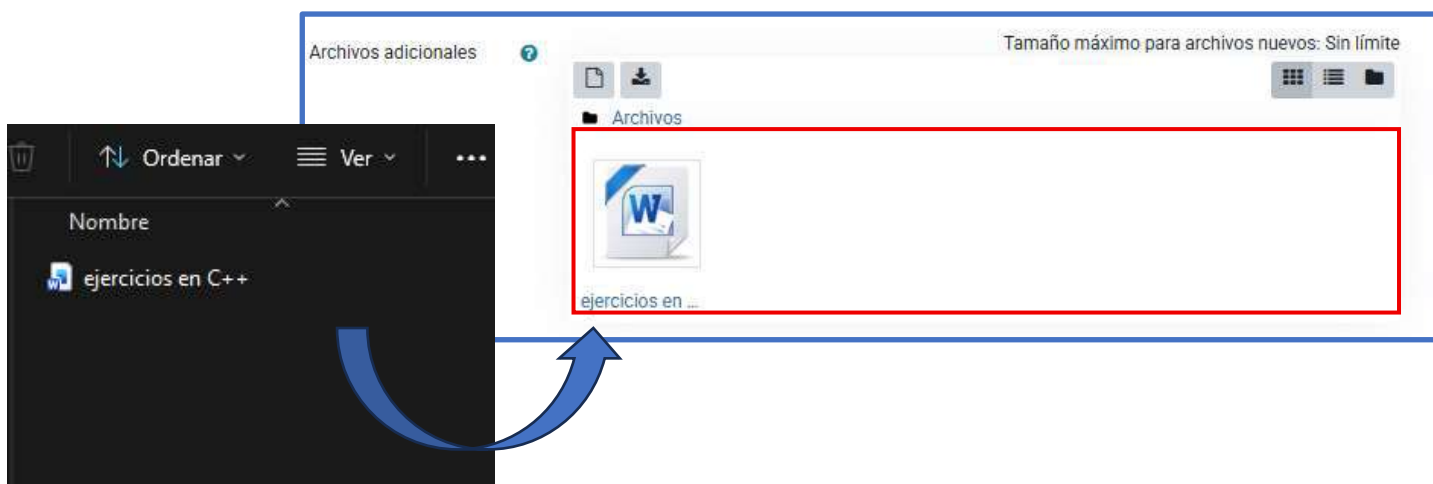 Archivos adicionales
Tamaño máximo para archivos nuevos: Sin límite
Archivos
ejercicios en ...
Ordenar
Ver
Nombre
ejercicios en C++